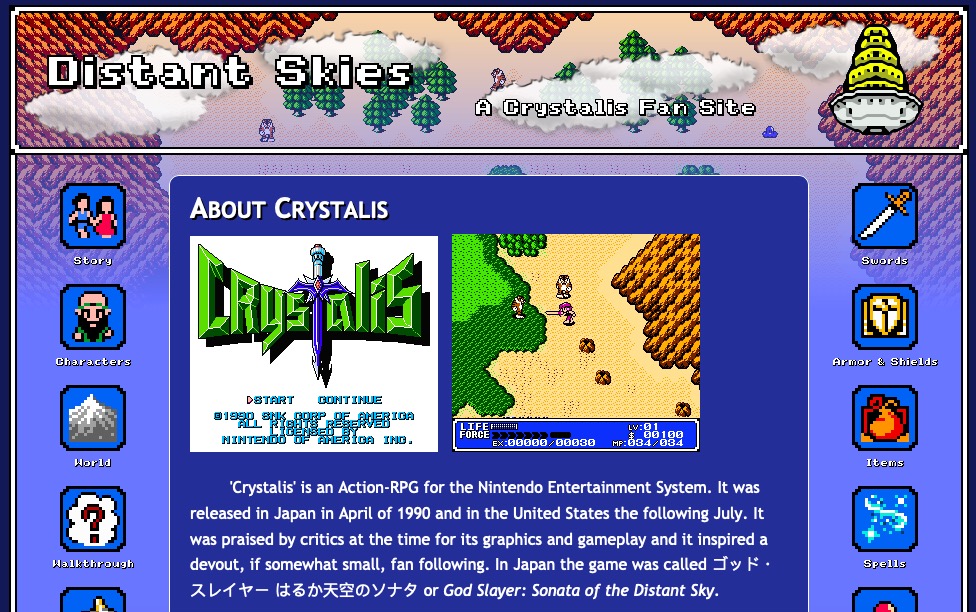 Distant Skies
A Crystalis Fan Site
About Crystalis
Story
Characters
World
Walkthrough
CRYSTALIS
START CONTINUE
©1990 SNK CORP OF AMERICA
ALL RIGHTS RESERVED
LICENSED BY
NINTENDO OF AMERICA INC.
LIFE LV:01
FORCE $ 00100
EX:00000/00030 MP:034/034
'Crystalis' is an Action-RPG for the Nintendo Entertainment System. It was
released in Japan in April of 1990 and in the United States the following July. It
was praised by critics at the time for its graphics and gameplay and it inspired a
devout, if somewhat small, fan following. In Japan the game was called ゴッド・
スレイヤー はるか天空のソナタ or God Slayer: Sonata of the Distant Sky.
Swords
Armor & Shields
Items
Spells